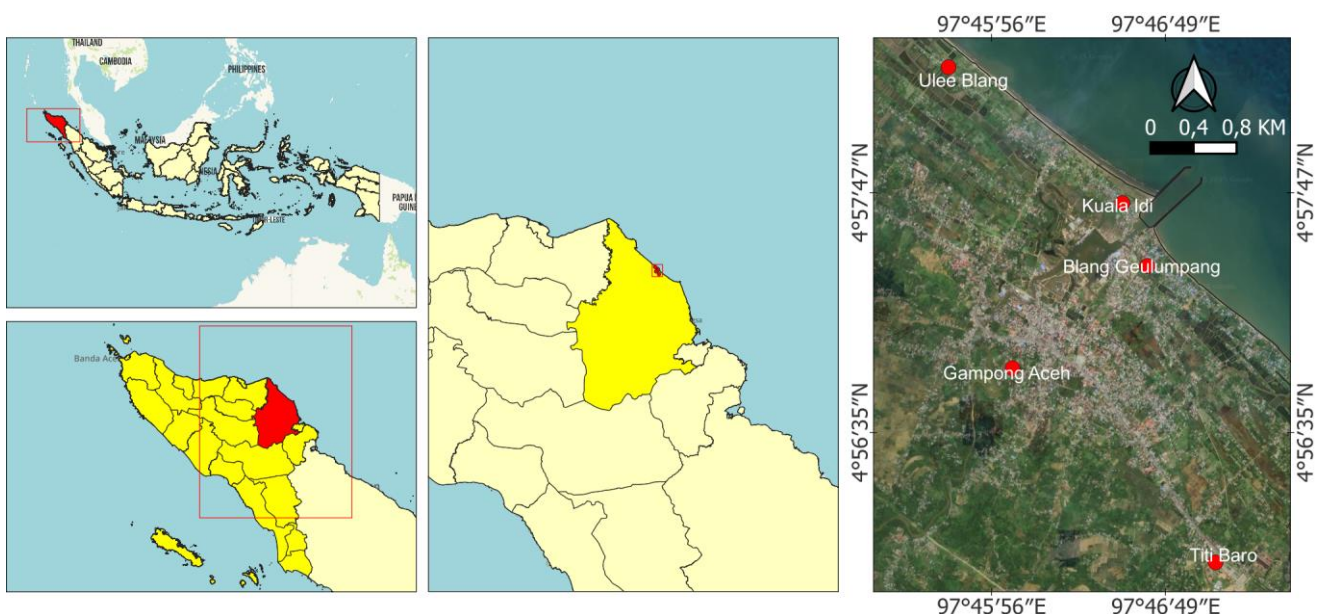 THAILAND
CAMBODIA
PHILIPPINES
MALAYSIA
NESIA
PAPUA
GUIN
Banda Ace
97°45′56″E
97°46′49″E
Ulee Blang
0 0,4 0,8 KM
4°57′47″N
4°57′47″N
Kuala Idi
Blang Geulumpang
Gampong Aceh
4°56′35″N
4°56′35″N
Titi Baro
97°45′56″E
97°46′49″E